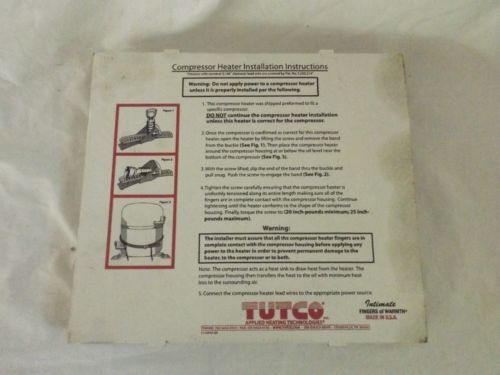 Compressor Heater Installation Instructions
Warning: Do not apply power to a compressor heater
unless it is properly installed per the following.
1. This compressor heater was shipped preformed to fit a
specific compressor.
DO NOT continue the compressor heater installation
unless this heater is correct for the compressor.
Figure 1
2. Once the compressor is confirmed as correct for this compressor
heater, open the heater by lifting the screw and remove the band
from the buckle (See Fig. 1). Then place the compressor heater
around the compressor housing at or below the oil level near the
bottom of the compressor (See Fig. 3).
Figure 2
3. With the screw lifted, slip the end of the band thru the buckle and
pull snug. Push the screw to engage the band (See Fig. 2).
Figure 3
4. Tighten the screw carefully ensuring that the compressor heater is
uniformly tensioned along its entire length making sure all of the
fingers are in complete contact with the compressor housing. Continue
tightening until the heater conforms to the shape of the compressor
housing. Finally, torque the screw to (20 inch-pounds minimum; 25 inch-
pounds maximum).
Warning:
The installer must assure that all the compressor heater fingers are in
complete contact with the compressor housing before applying any
power to the heater in order to prevent permanent damage to the
heater, to the compressor or to both.
Note: The compressor acts as a heat sink to draw heat from the heater. The
compressor housing then transfers the heat to the oil with minimum heat
loss to the surrounding air.
5. Connect the compressor heater lead wires to the appropriate power source.
TUTCO
APPLIED HEATING TECHNOLOGIES
Intimate
FINGERS of WARMTH
MADE IN U.S.A.